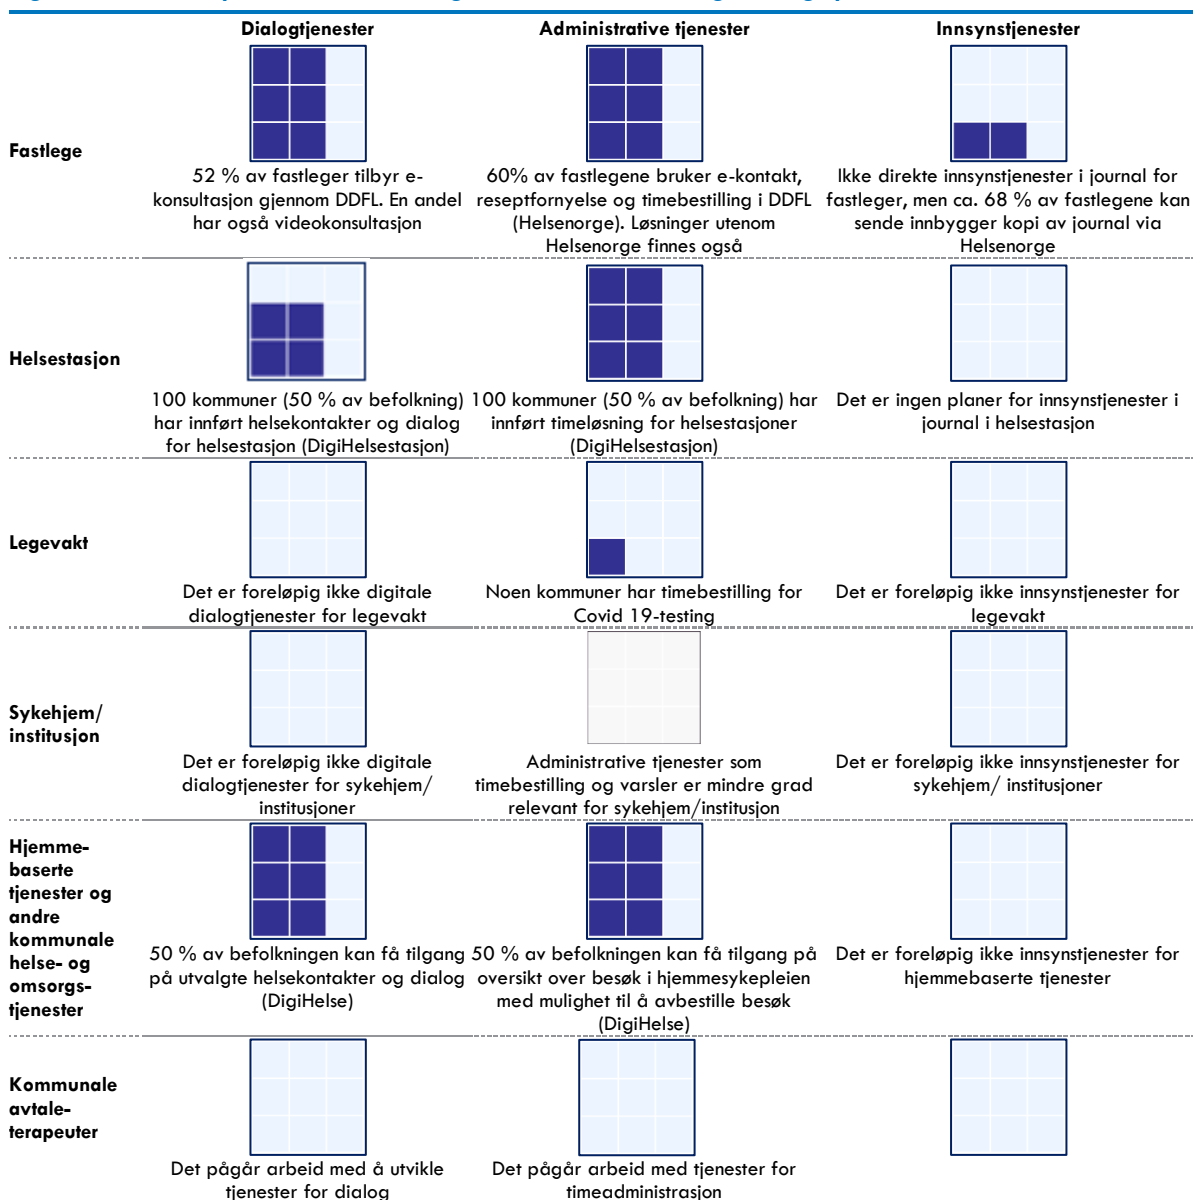 Dialogtjenester
Administrative tjenester
Innsynstjenester
Fastlege
52 % av fastleger tilbyr e-
konsultasjon gjennom DDFL. En andel
har også videokonsultasjon
60% av fastlegene bruker e-kontakt,
reseptfornyelse og timebestilling i DDFL
(Helsenorge). Løsninger utenom
Helsenorge finnes også
Ikke direkte innsynstjenester i journal for
fastleger, men ca. 68 % av fastlegene kan
sende innbygger kopi av journal via
Helsenorge
Helsestasjon
100 kommuner (50 % av befolkning)
har innført helsekontakter og dialog
for helsestasjon (DigiHelsestasjon)
100 kommuner (50 % av befolkning) har
innført timeløsning for helsestasjoner
(DigiHelsestasjon)
Det er ingen planer for innsynstjenester i
journal i helsestasjon
Legevakt
Det er foreløpig ikke digitale
dialogtjenester for legevakt
Noen kommuner har timebestilling for
Covid 19-testing
Det er foreløpig ikke innsynstjenester for
legevakt
Sykehjem/
institusjon
Det er foreløpig ikke digitale
dialogtjenester for sykehjem/
institusjoner
Administrative tjenester som
timebestilling og varsler er mindre grad
relevant for sykehjem/institusjon
Det er foreløpig ikke innsynstjenester for
sykehjem/ institusjoner
Hjemme-
baserte
tjenester og
andre
kommunale
helse- og
omsorgs-
tjenester
50 % av befolkningen kan få tilgang
på utvalgte helsekontakter og dialog
(DigiHelse)
50 % av befolkningen kan få tilgang på
oversikt over besøk i hjemmesykepleien
med mulighet til å avbestille besøk
(DigiHelse)
Det er foreløpig ikke innsynstjenester for
hjemmebaserte tjenester
Kommunale
avtale-
terapeuter
Det pågår arbeid med å utvikle
tjenester for dialog
Det pågår arbeid med tjenester for
timeadministrasjon